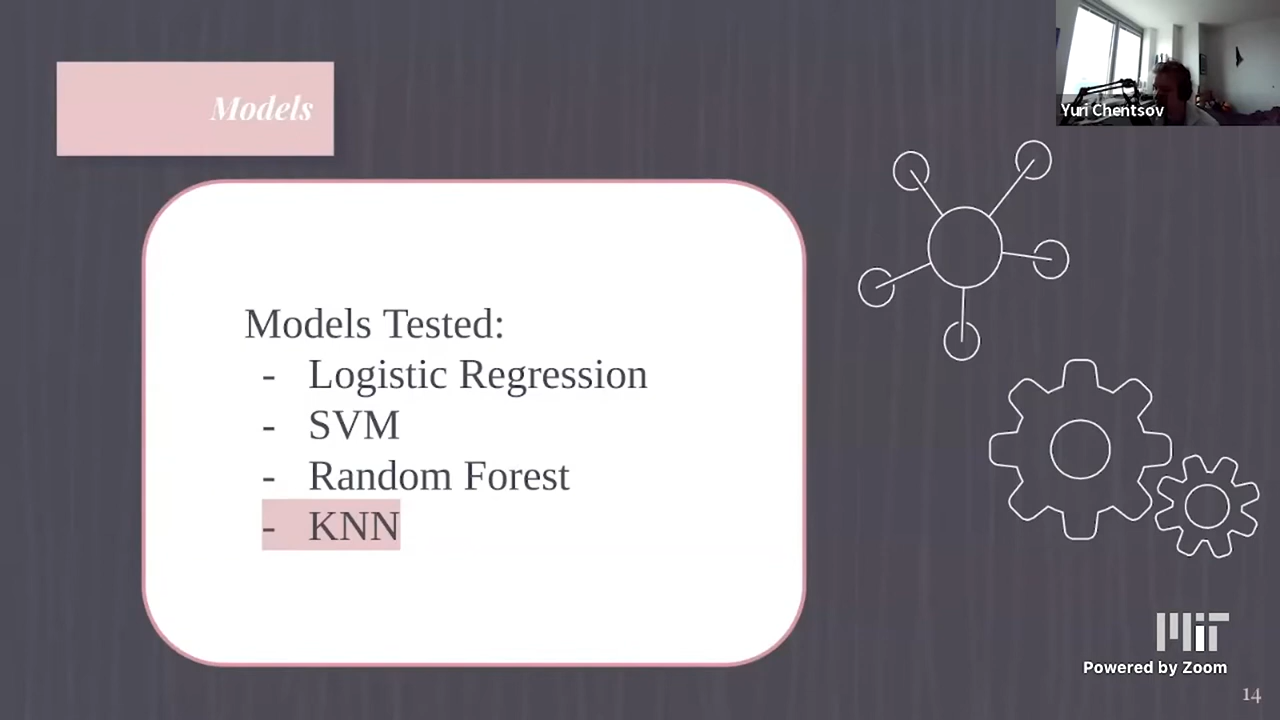 Models
Yuri Chentsov
Models Tested:
- Logistic Regression
- SVM
- Random Forest
- KNN
MIT
Powered by Zoom
14